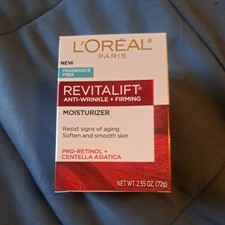 L'ORÉAL
PARIS
NEW
FRAGRANCE
FREE
REVITALIFT®
ANTI-WRINKLE + FIRMING
MOISTURIZER
Resist signs of aging
Soften and smooth skin
PRO-RETINOL +
CENTELLA ASIATICA
NET WT. 2.55 OZ. (72g)